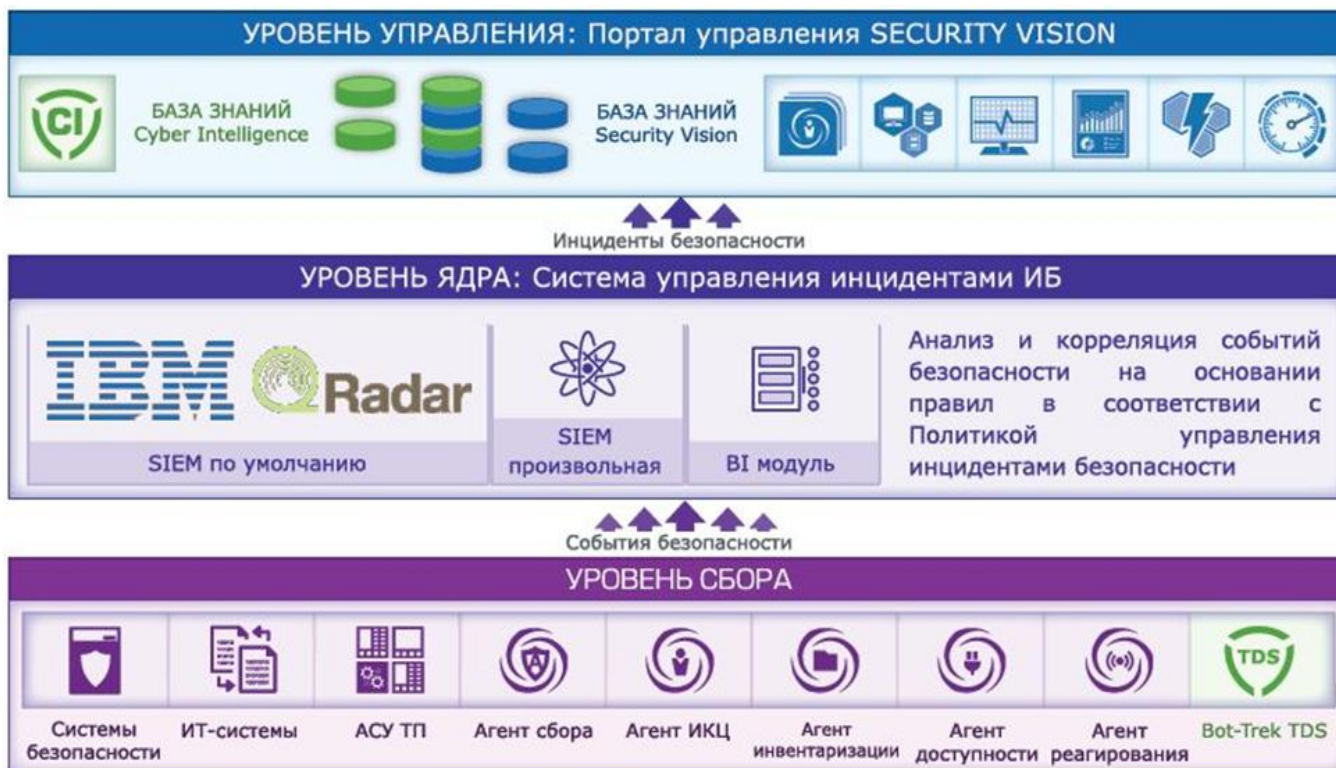 УРОВЕНЬ УПРАВЛЕНИЯ: Портал управления SECURITY VISION
CI
БАЗА ЗНАНИЙ
Cyber Intelligence
БАЗА ЗНАНИЙ
Security Vision
Инциденты безопасности
УРОВЕНЬ ЯДРА: Система управления инцидентами ИБ
IBM QRadar
SIEM по умолчанию
SIEM
произвольная
BI модуль
Анализ и корреляция событий
безопасности на основании
правил в соответствии с
Политикой управления
инцидентами безопасности
События безопасности
УРОВЕНЬ СБОРА
TDS
Системы
безопасности
ИТ-системы
АСУ ТП
Агент сбора
Агент ИКЦ
Агент
инвентаризации
Агент
доступности
Агент
реагирования
Bot-Trek TDS